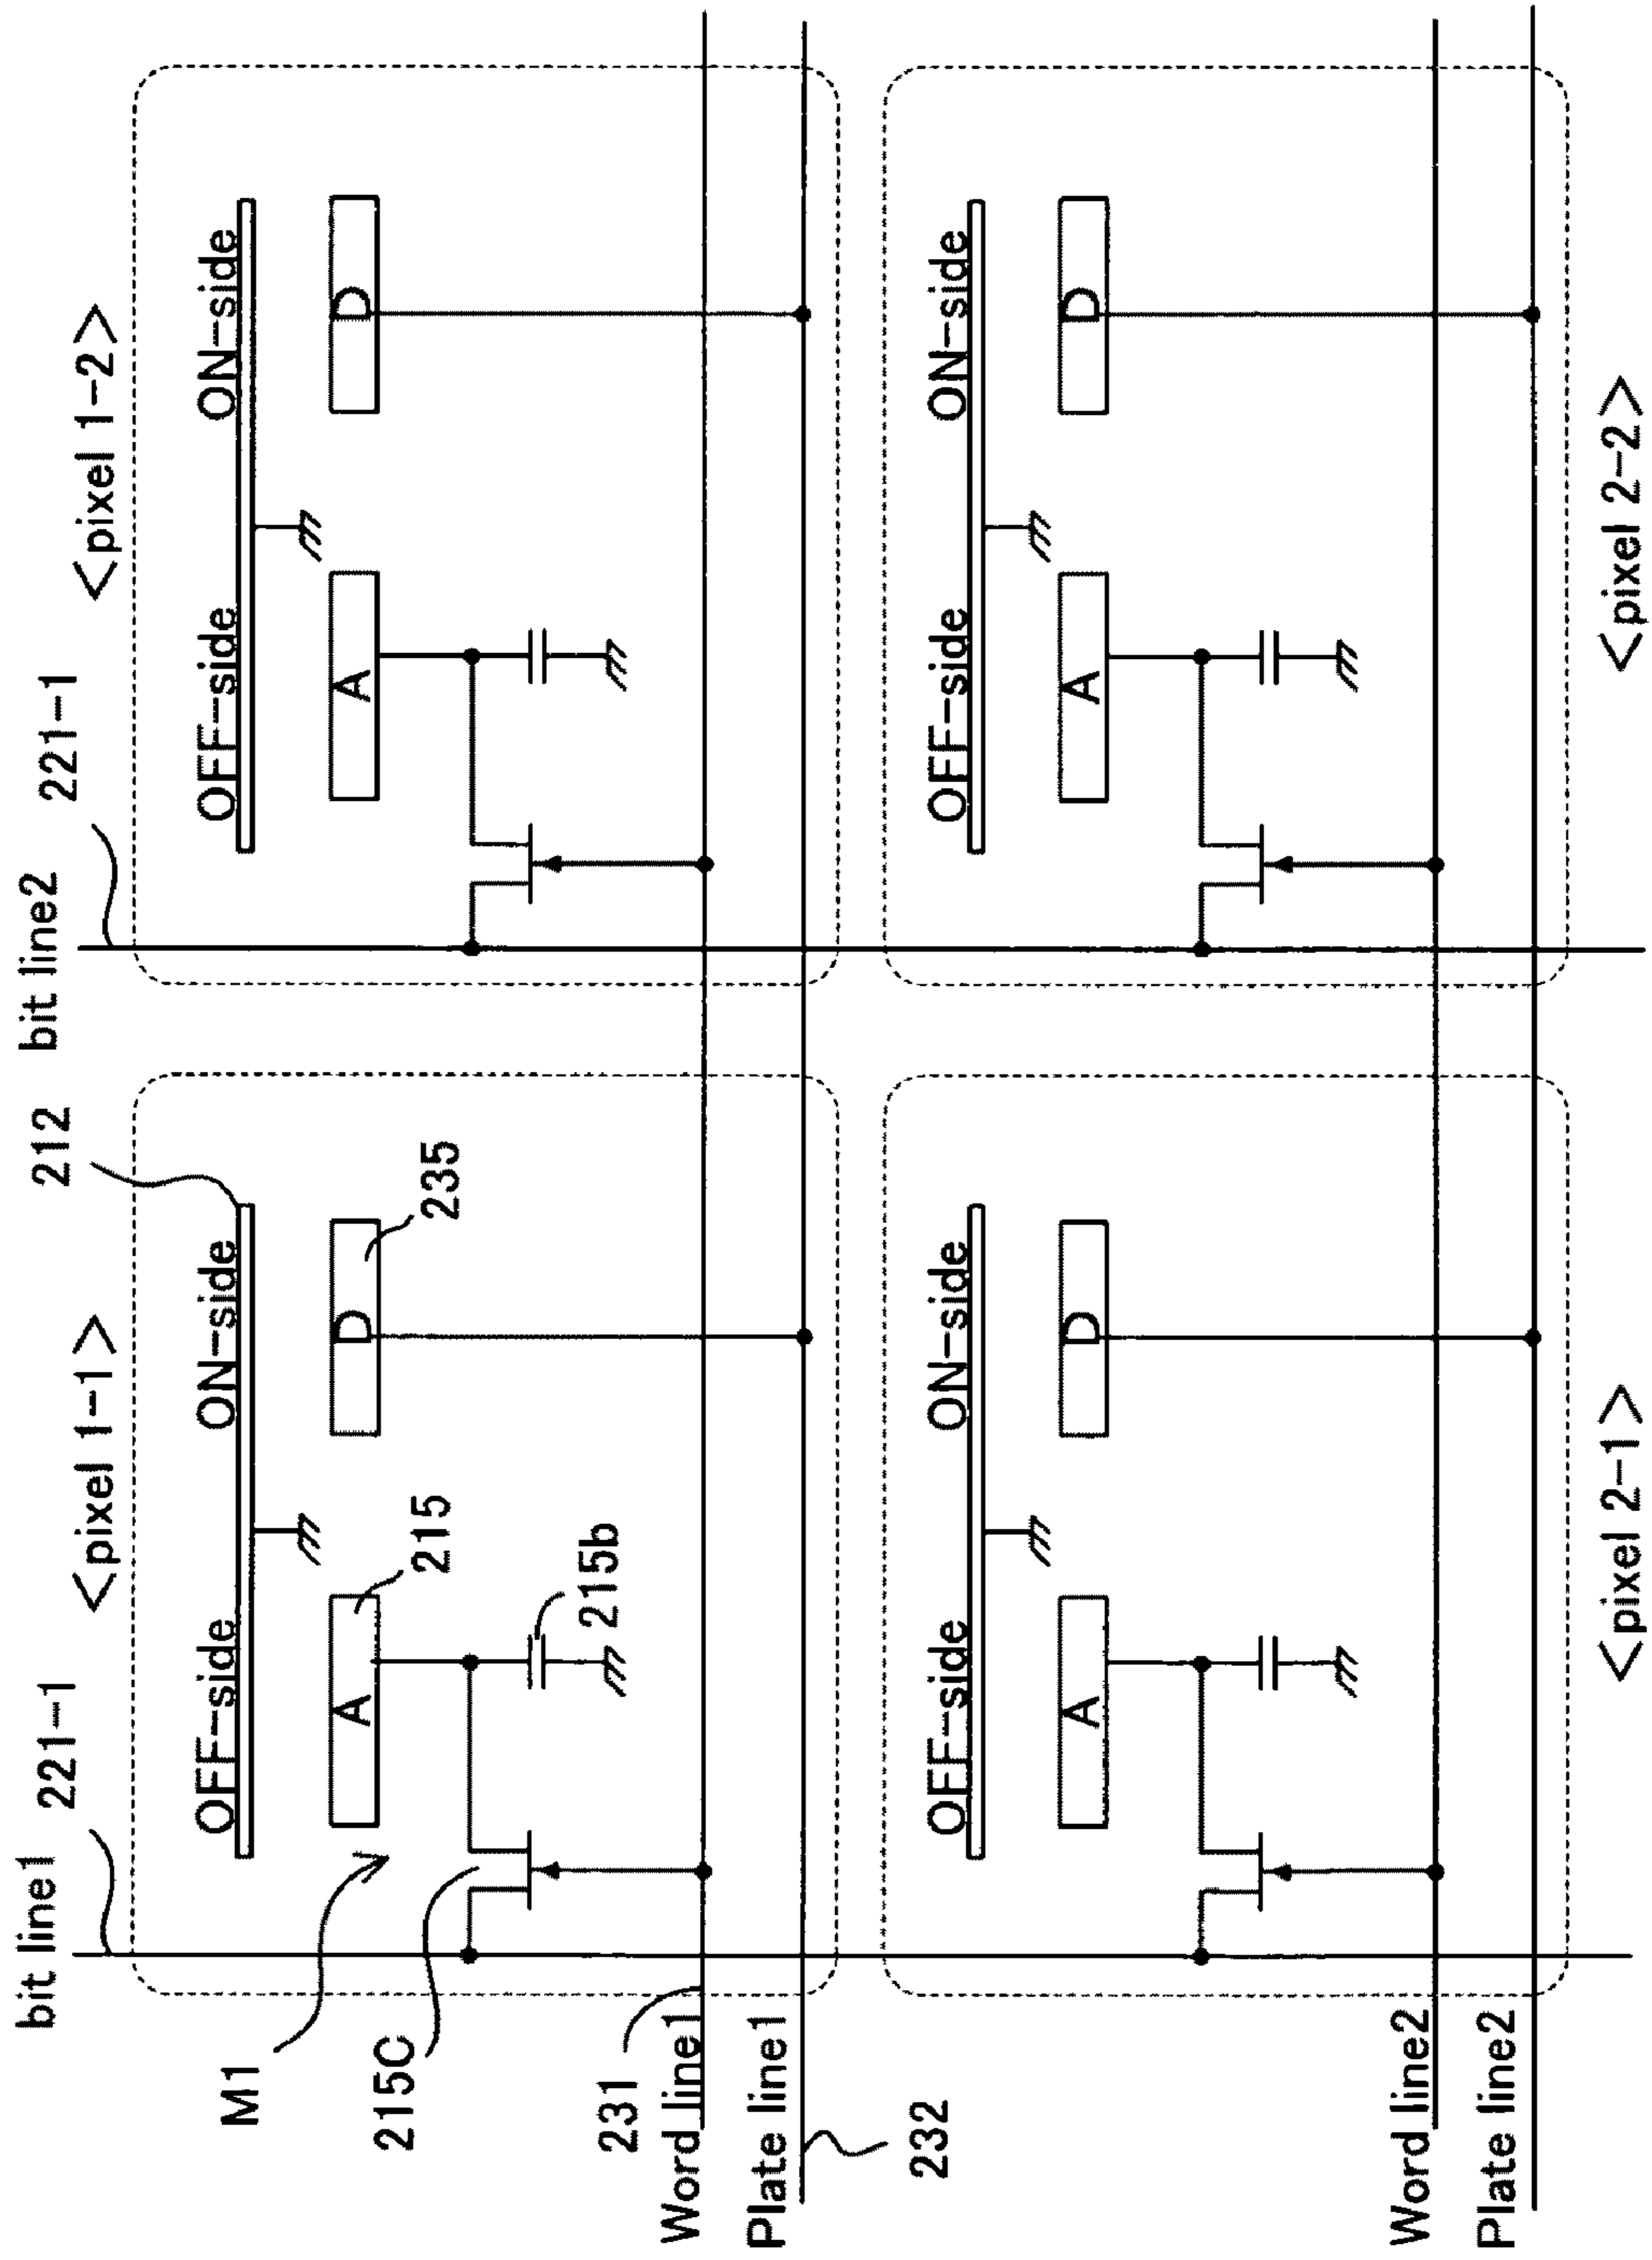 bit line1
221-1
<pixel 1-1>
212
bit line2
221-1
<pixel 1-2>
OFF-side
ON-side
OFF-side
ON-side
A
215
D
235
A
D
M1
215C
215b
231
Word line1
Plate line1
232
OFF-side
ON-side
OFF-side
ON-side
A
D
A
D
Word line2
Plate line2
<pixel 2-1>
<pixel 2-2>